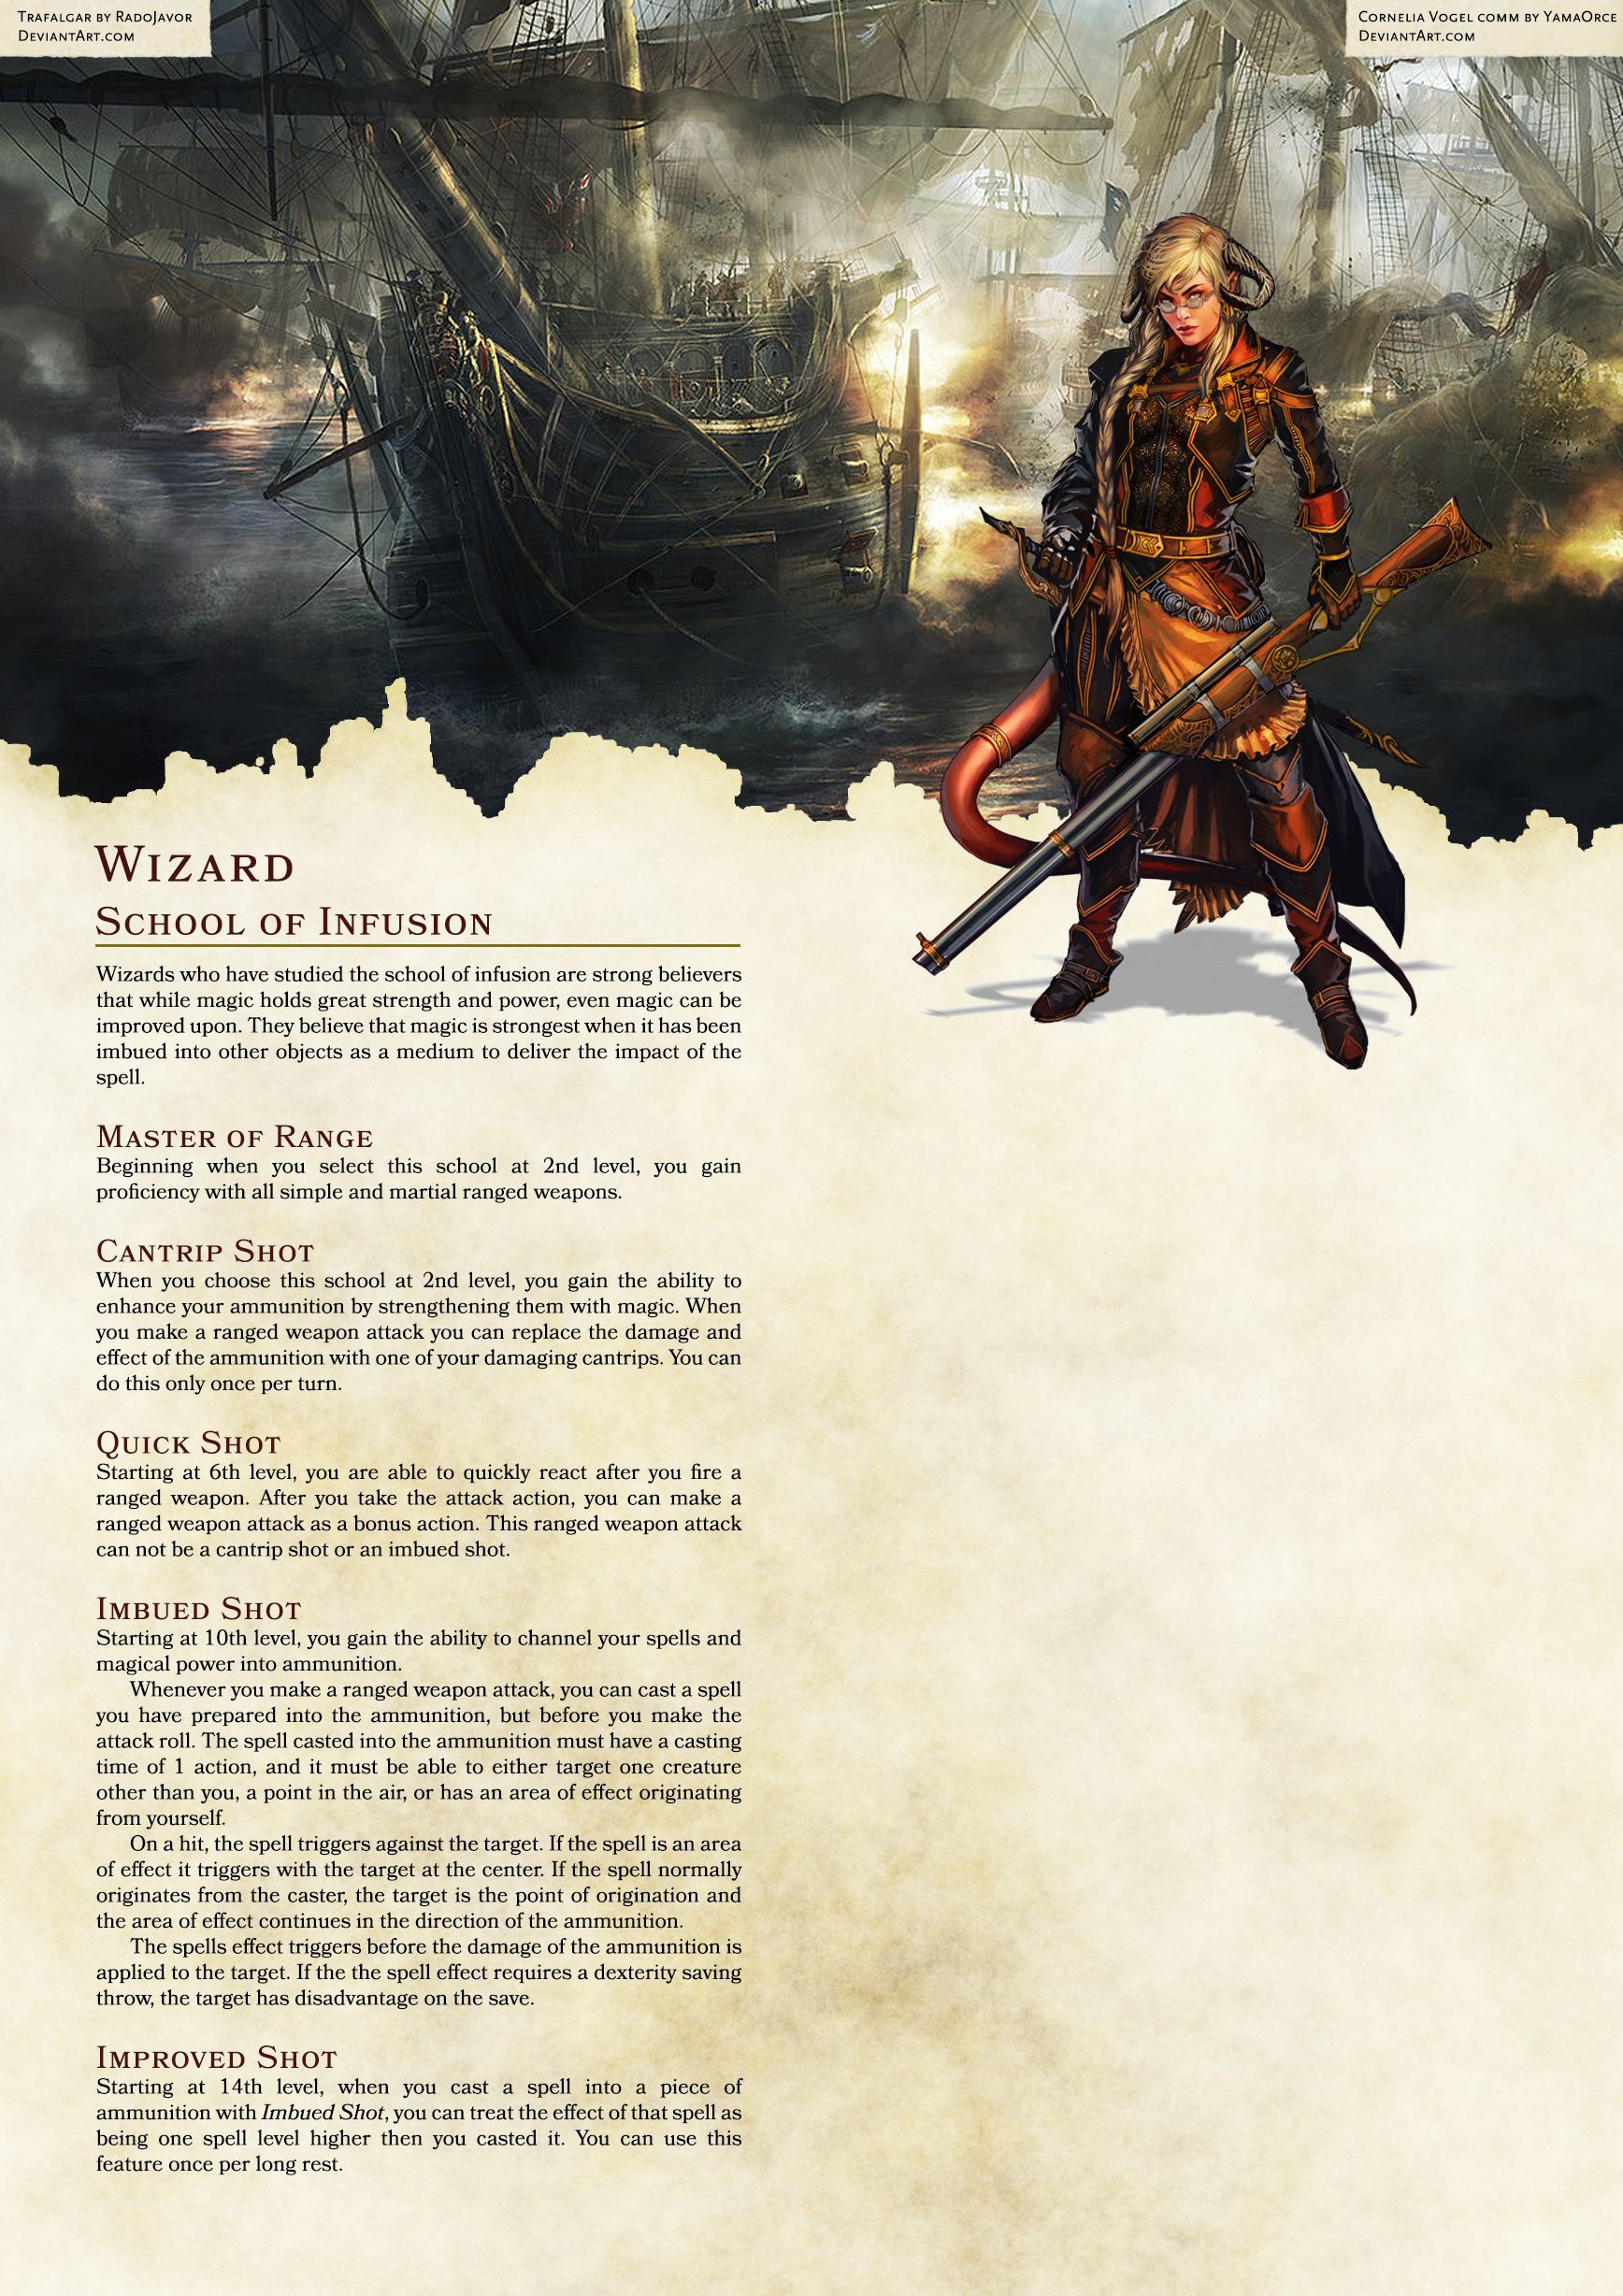 Trafalgar by RadoJavor
DeviantArt.com
Cornelia Vogel comm by YamaOrce
DeviantArt.com
Wizard
School of Infusion
Wizards who have studied the school of infusion are strong believers
that while magic holds great strength and power, even magic can be
improved upon. They believe that magic is strongest when it has been
imbued into other objects as a medium to deliver the impact of the
spell.
Master of Range
Beginning when you select this school at 2nd level, you gain
proficiency with all simple and martial ranged weapons.
Cantrip Shot
When you choose this school at 2nd level, you gain the ability to
enhance your ammunition by strengthening them with magic. When
you make a ranged weapon attack you can replace the damage and
effect of the ammunition with one of your damaging cantrips. You can
do this only once per turn.
Quick Shot
Starting at 6th level, you are able to quickly react after you fire a
ranged weapon. After you take the attack action, you can make a
ranged weapon attack as a bonus action. This ranged weapon attack
can not be a cantrip shot or an imbued shot.
Imbued Shot
Starting at 10th level, you gain the ability to channel your spells and
magical power into ammunition.
Whenever you make a ranged weapon attack, you can cast a spell
you have prepared into the ammunition, but before you make the
attack roll. The spell casted into the ammunition must have a casting
time of 1 action, and it must be able to either target one creature
other than you, a point in the air, or has an area of effect originating
from yourself.
On a hit, the spell triggers against the target. If the spell is an area
of effect it triggers with the target at the center. If the spell normally
originates from the caster, the target is the point of origination and
the area of effect continues in the direction of the ammunition.
The spells effect triggers before the damage of the ammunition is
applied to the target. If the the spell effect requires a dexterity saving
throw, the target has disadvantage on the save.
Improved Shot
Starting at 14th level, when you cast a spell into a piece of
ammunition with Imbued Shot, you can treat the effect of that spell as
being one spell level higher then you casted it. You can use this
feature once per long rest.